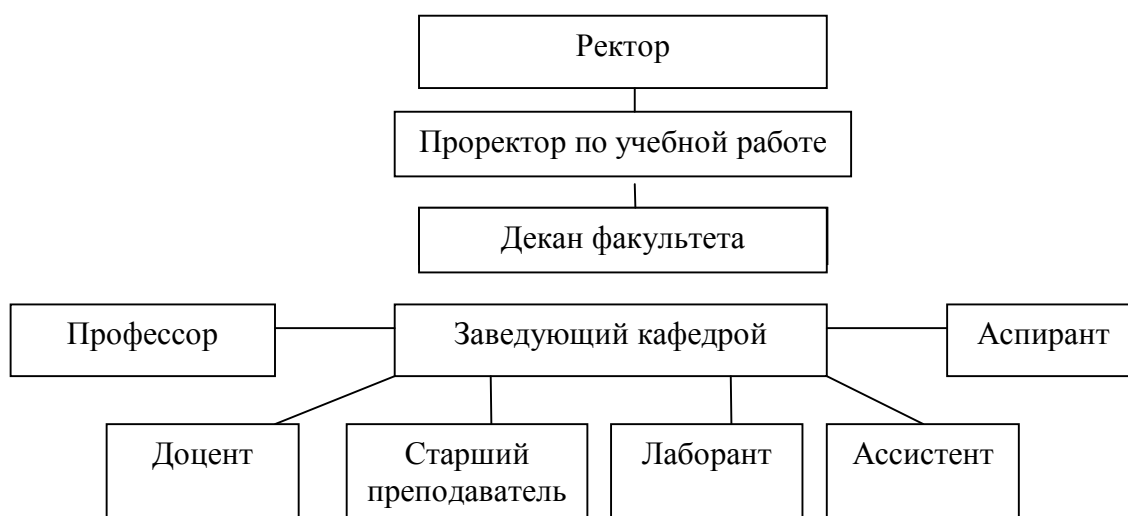 Ректор
Проректор по учебной работе
Декан факультета
Профессор
Заведующий кафедрой
Аспирант
Доцент
Старший
преподаватель
Лаборант
Ассистент